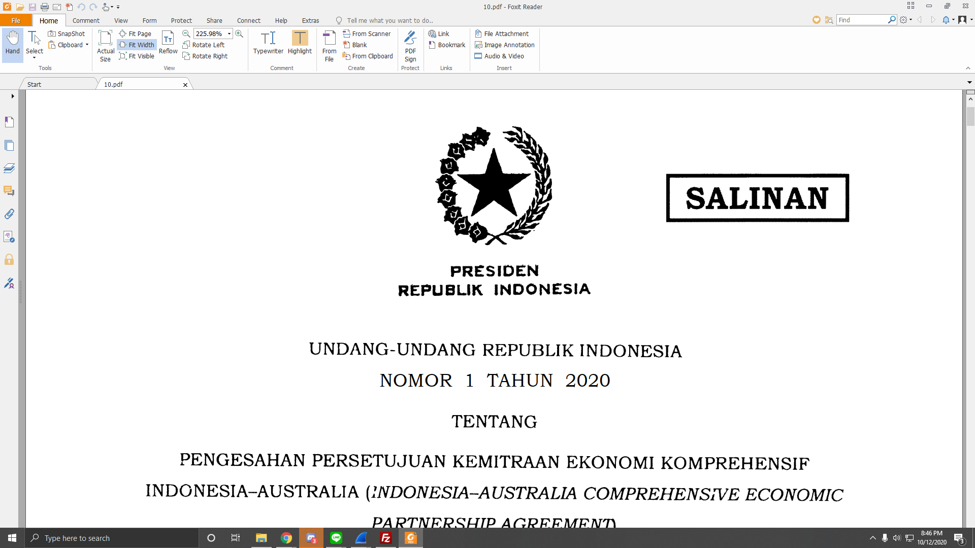 10.pdf - Foxit Reader
File Home Comment View Form Protect Share Connect Help Extras Tell me what you want to do... Find
Hand
Select
SnapShot
Clipboard
Tools
Actual Size
Fit Page
Fit Width
Fit Visible
Reflow
225.98%
Rotate Left
Rotate Right
View
Typewriter
Highlight
Comment
From File
From Scanner
Blank
From Clipboard
Create
PDF Sign
Protect
Link
Bookmark
Links
File Attachment
Image Annotation
Audio & Video
Insert
Start
10.pdf
SALINAN
PRESIDEN
REPUBLIK INDONESIA
UNDANG-UNDANG REPUBLIK INDONESIA
NOMOR 1 TAHUN 2020
TENTANG
PENGESAHAN PERSETUJUAN KEMITRAAN EKONOMI KOMPREHENSIF
INDONESIA–AUSTRALIA (INDONESIA–AUSTRALIA COMPREHENSIVE ECONOMIC
PARTNERSHIP AGREEMENT)
Type here to search
8:46 PM
10/12/2020